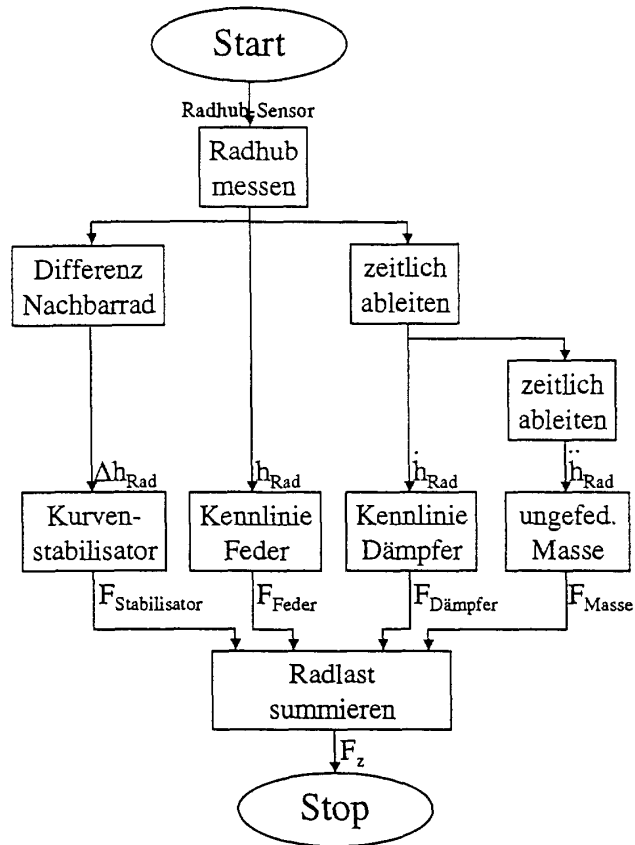 Start
Radhub-Sensor
Radhub
messen
Differenz
Nachbarrad
zeitlich
ableiten
zeitlich
ableiten
Δh_Rad
h_Rad
ḣ_Rad
ḧ_Rad
Kurven-
stabilisator
Kennlinie
Feder
Kennlinie
Dämpfer
ungefed.
Masse
F_Stabilisator
F_Feder
F_Dämpfer
F_Masse
Radlast
summieren
F_z
Stop